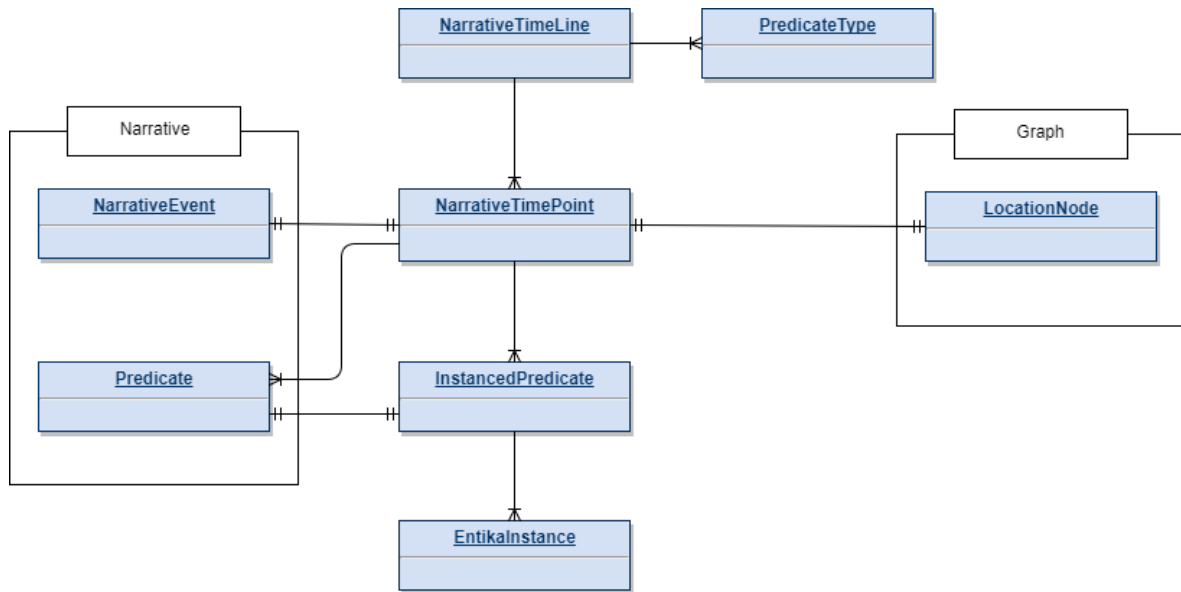 NarrativeTimeLine
PredicateType
Narrative
Graph
NarrativeEvent
NarrativeTimePoint
LocationNode
Predicate
InstancedPredicate
EntikaInstance